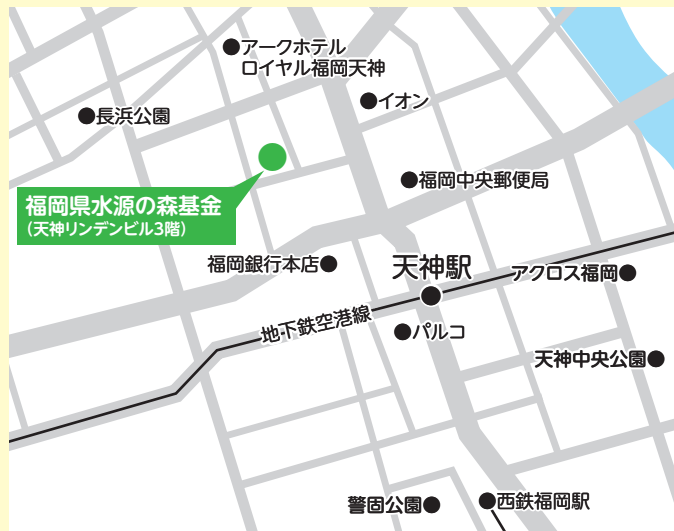 アークホテル
ロイヤル福岡天神
イオン
長浜公園
福岡中央郵便局
福岡県水源の森基金
(天神リンデンビル3階)
福岡銀行本店
天神駅
アクロス福岡
地下鉄空港線
パルコ
天神中央公園
警固公園
西鉄福岡駅